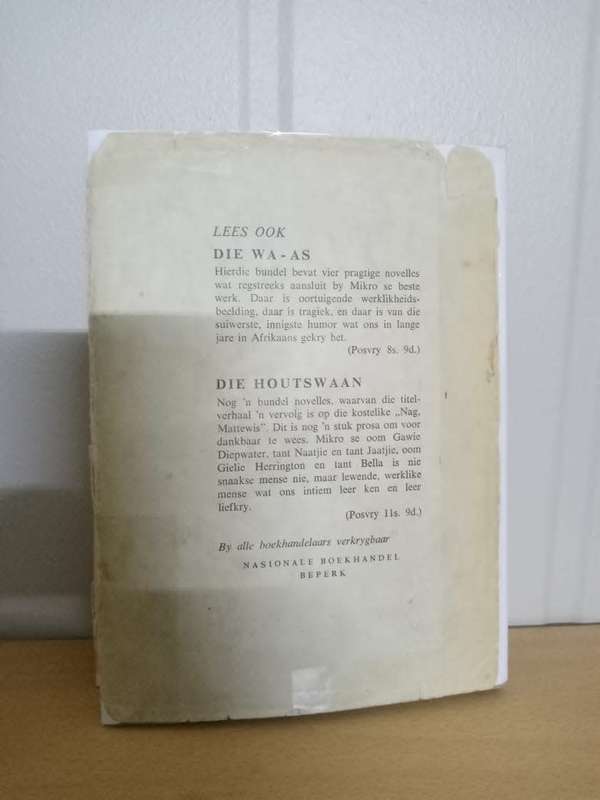 LEES OOK
DIE WA-AS
Hierdie bundel bevat vier pragtige novelles
wat regstreeks aansluit by Mikro se beste
werk. Daar is oortuigende werklikheids-
beelding, daar is tragiek, en daar is van die
suiwerste, innigste humor wat ons in lange
jare in Afrikaans gekry het.
(Posvry 8s. 9d.)
DIE HOUTSWAAN
Nog 'n bundel novelles, waarvan die titel-
verhaal 'n vervolg is op die kostelike „Nag,
Mattewis”. Dit is nog 'n stuk prosa om voor
dankbaar te wees. Mikro se oom Gawie
Diepwater, tant Naatjie en tant Jaatjie, oom
Gielie Herrington en tant Bella is nie
snaakse mense nie, maar lewende, werklike
mense wat ons intiem leer ken en leer
liefkry.
(Posvry 11s. 9d.)
By alle boekhandelaars verkrygbaar
NASIONALE BOEKHANDEL
BEPERK